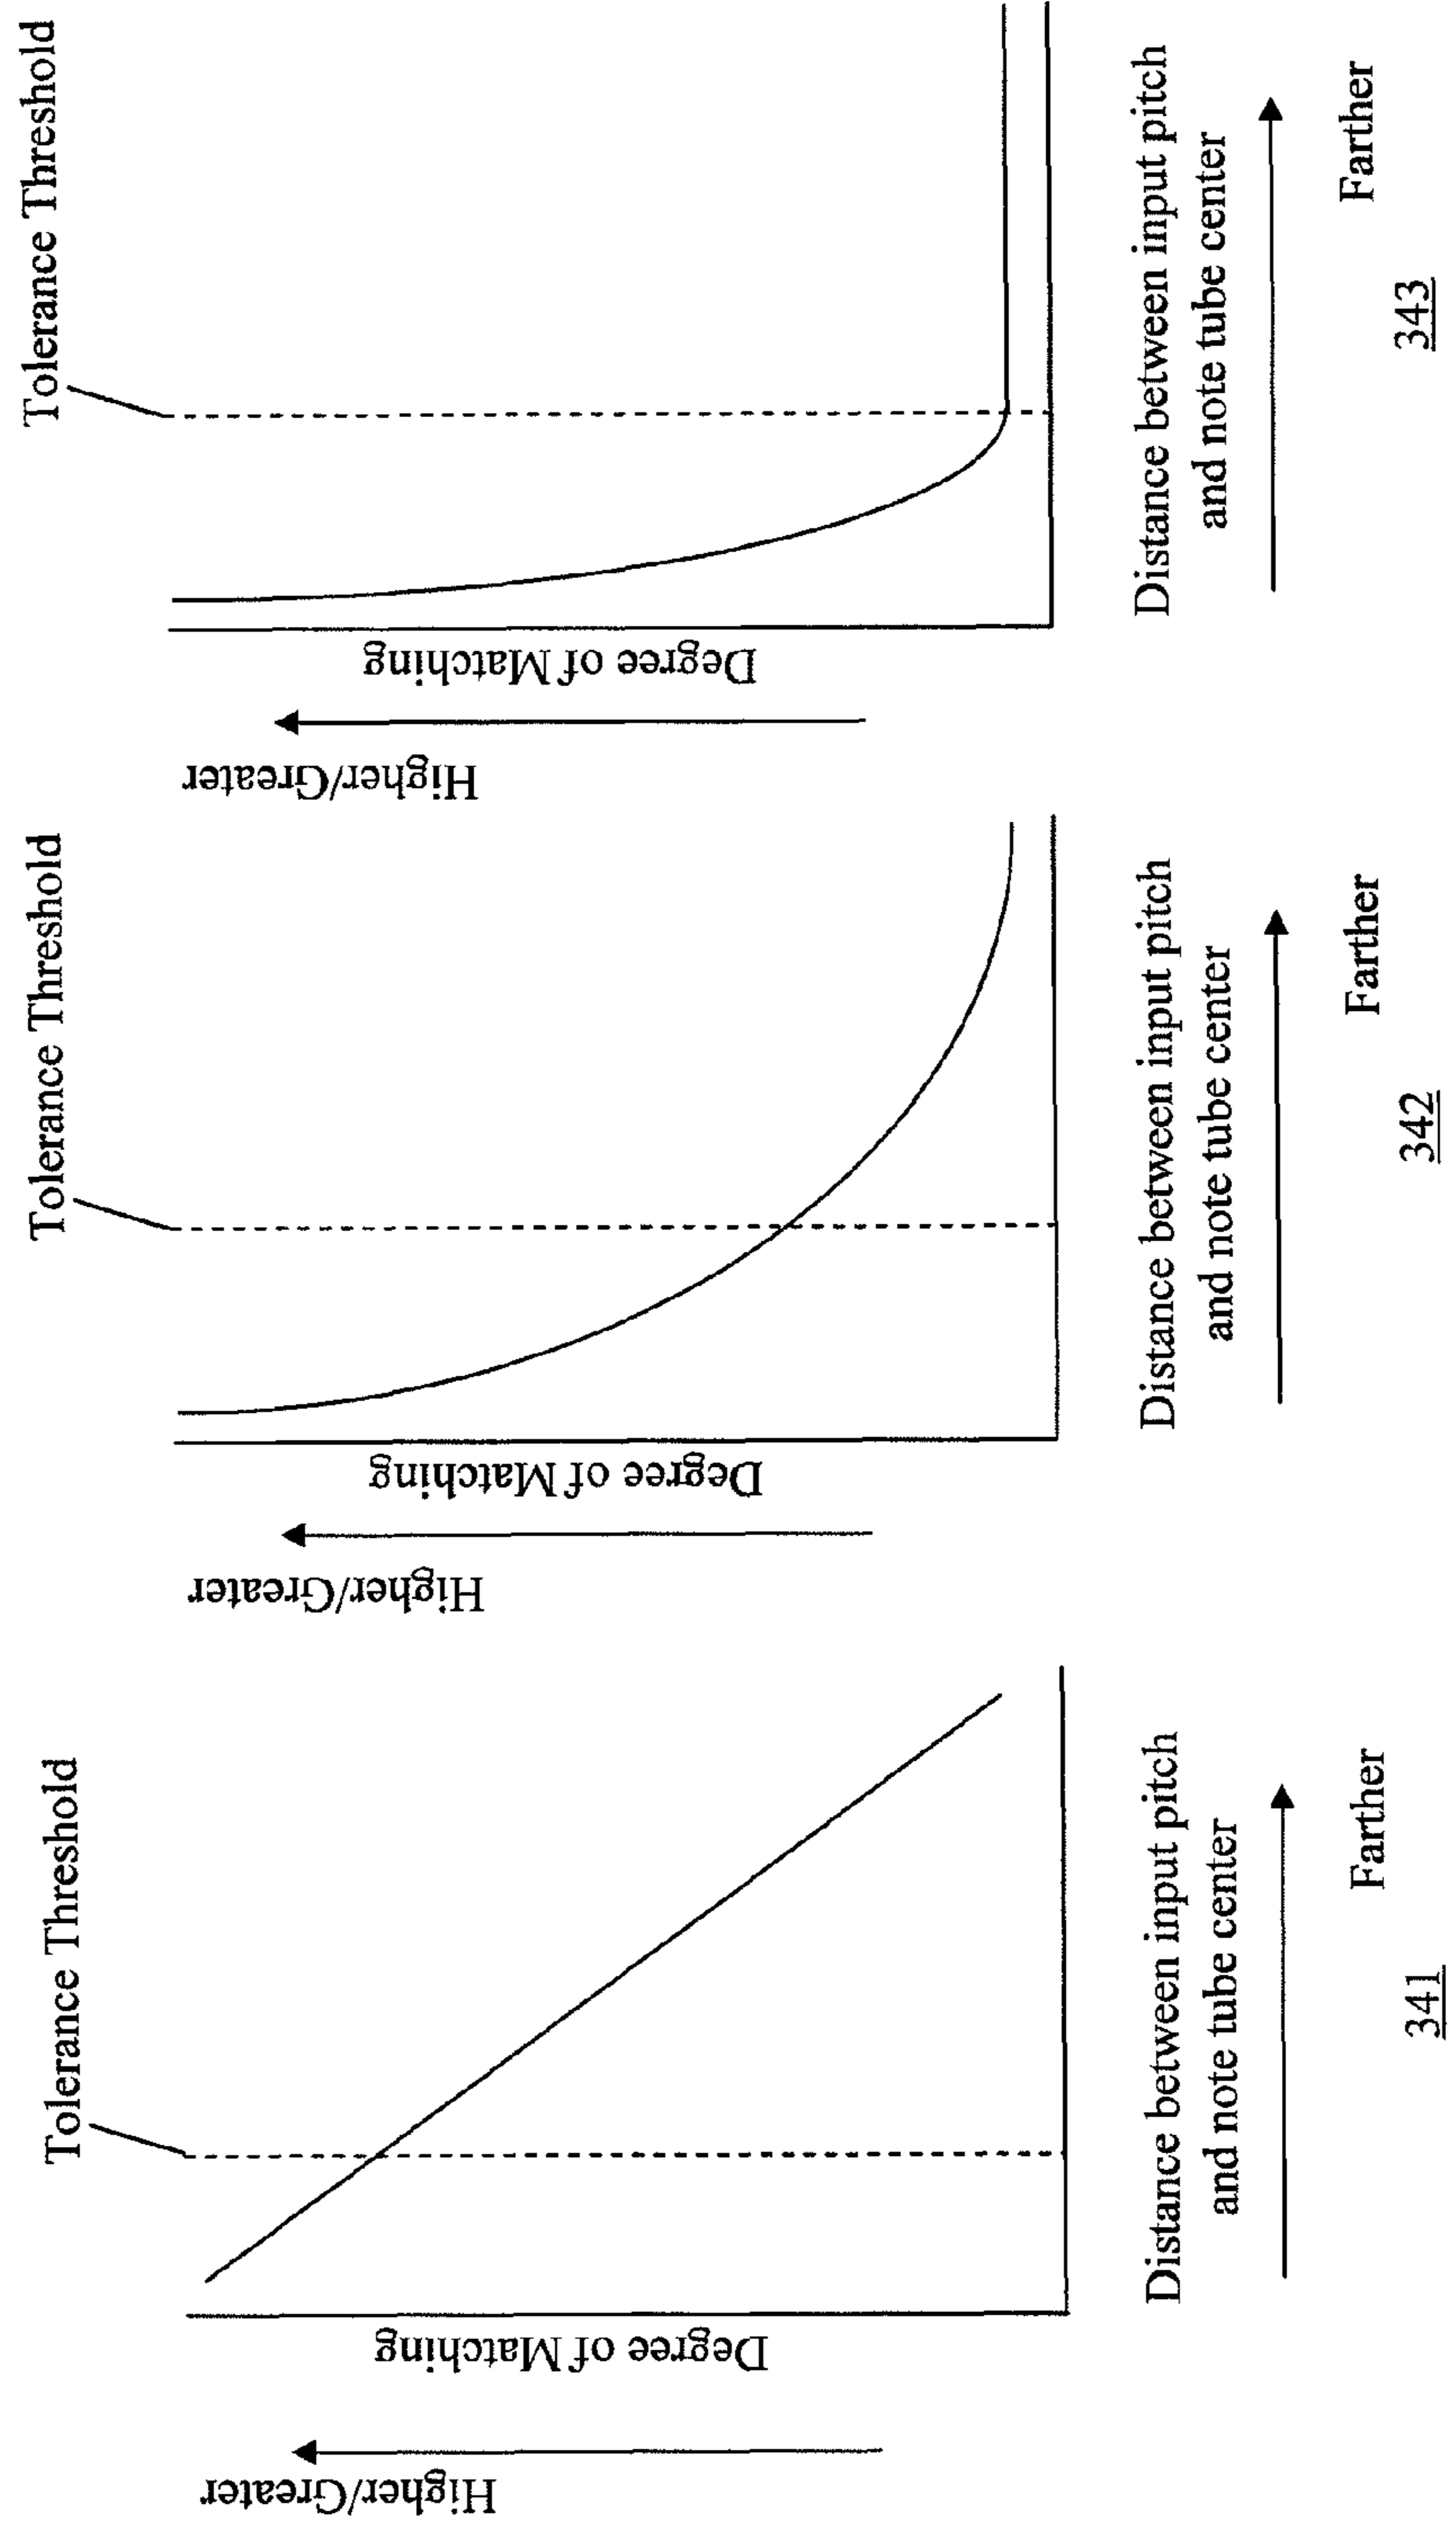 Tolerance Threshold
Higher/Greater
Degree of Matching
Distance between input pitch
and note tube center
Farther
341
Tolerance Threshold
Higher/Greater
Degree of Matching
Distance between input pitch
and note tube center
Farther
342
Tolerance Threshold
Higher/Greater
Degree of Matching
Distance between input pitch
and note tube center
Farther
343